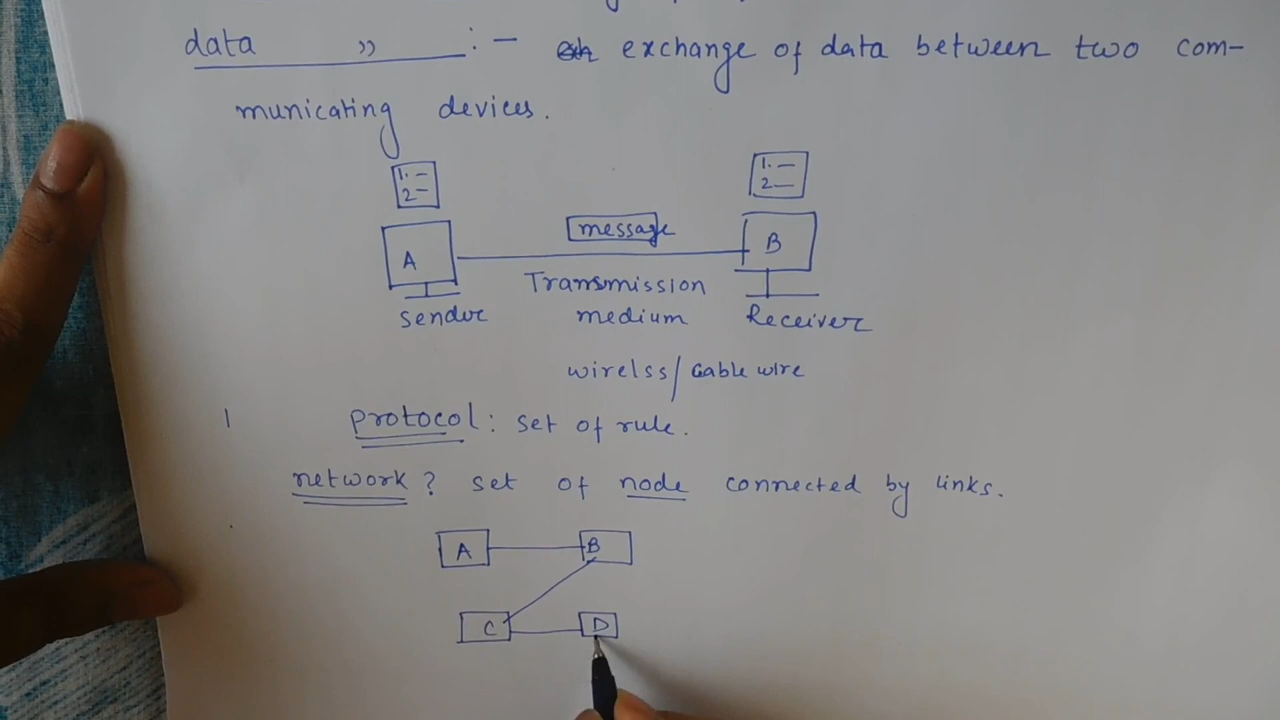 data " : - exchange of data between two com-
municating devices.
1. — 1. —
2 — 2 —
message
A B
Transmission
sender medium Receiver
wirelss / cable wire
1 protocol : set of rule.
network ? set of node connected by links.
A B
C D